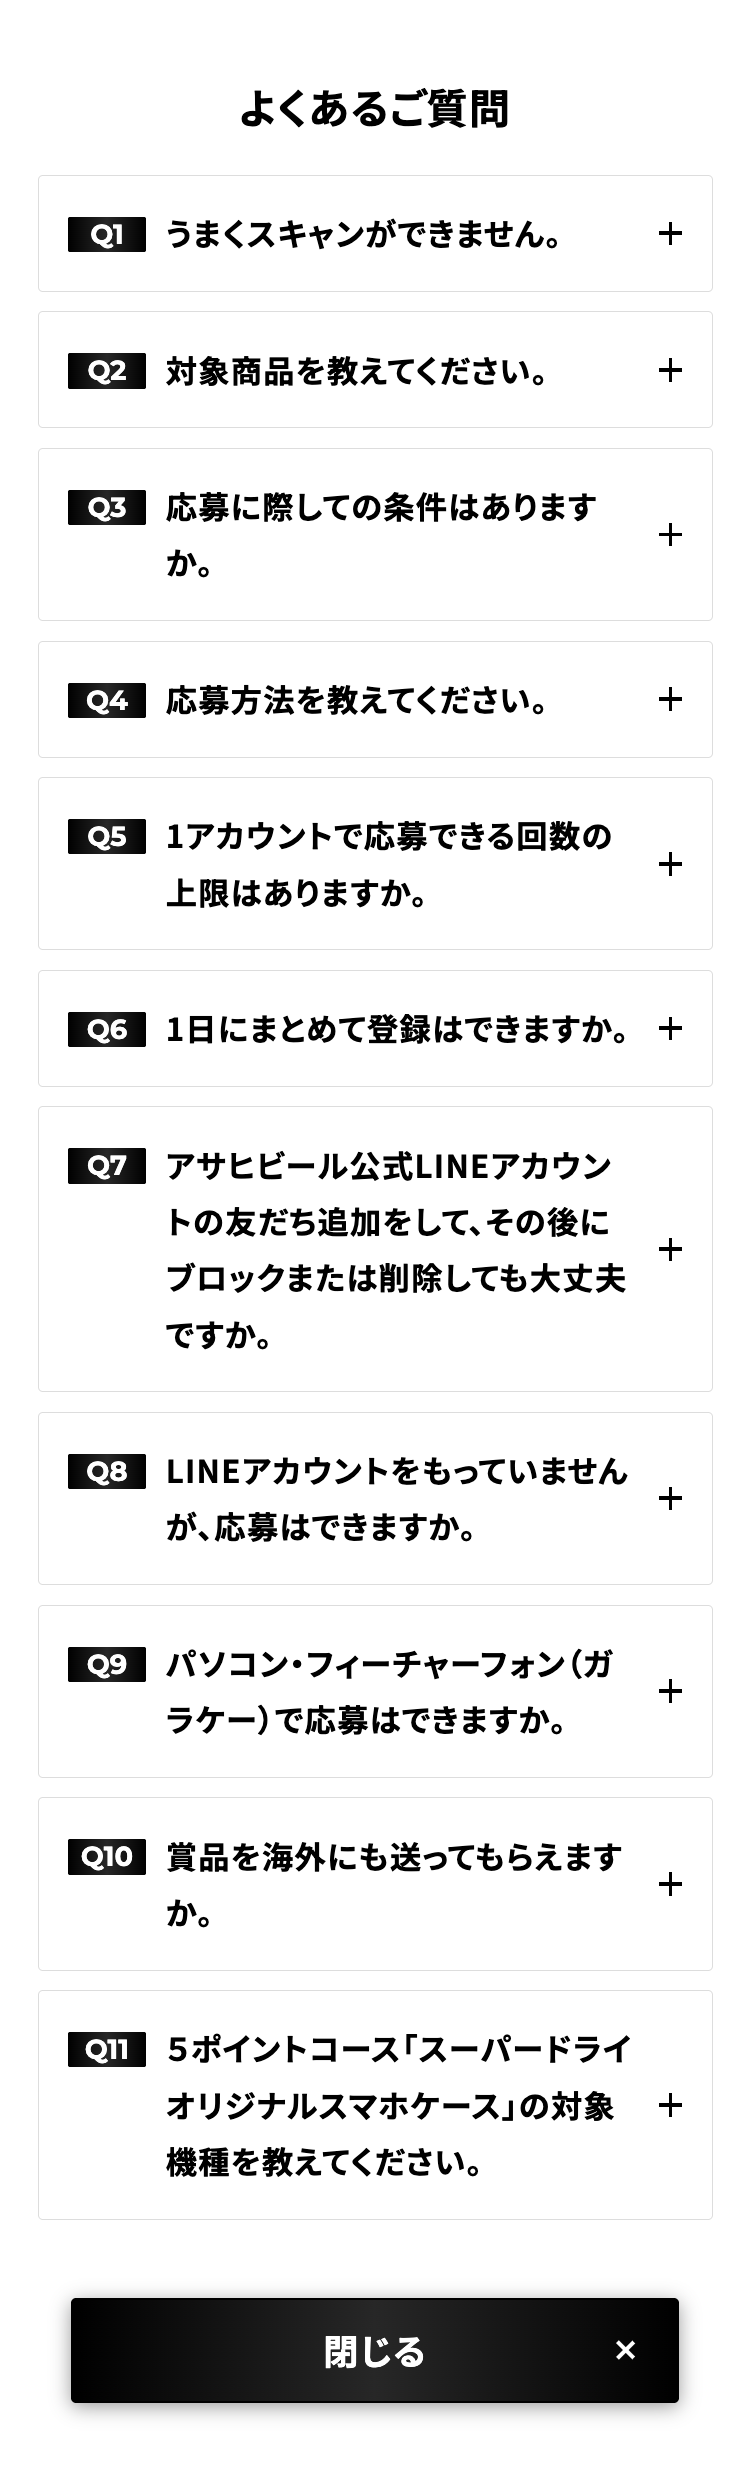 よくあるご質問
Q1 うまくスキャンができません。
Q2 対象商品を教えてください。
Q3 応募に際しての条件はあります
か。
Q4 応募方法を教えてください。
Q5 1アカウントで応募できる回数の
上限はありますか。
Q6 1日にまとめて登録はできますか。
Q7 アサヒビール公式LINEアカウン
トの友だち追加をして、その後に
ブロックまたは削除しても大丈夫
ですか。
Q8 LINEアカウントをもっていません
が、応募はできますか。
Q9 パソコン・フィーチャーフォン（ガ
ラケー）で応募はできますか。
Q10 賞品を海外にも送ってもらえます
か。
Q11 ５ポイントコース「スーパードライ
オリジナルスマホケース」の対象
機種を教えてください。
閉じる